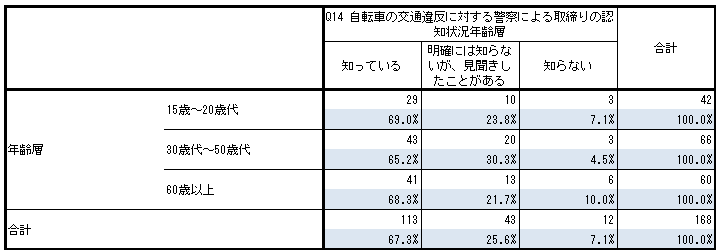 Q14 自転車の交通違反に対する警察による取締りの認
知状況年齢層
知っている 明確には知らな
いが、見聞きし
たことがある 知らない 合計
年齢層
15歳～20歳代 29 10 3 42
69.0% 23.8% 7.1% 100.0%
30歳代～50歳代 43 20 3 66
65.2% 30.3% 4.5% 100.0%
60歳以上 41 13 6 60
68.3% 21.7% 10.0% 100.0%
合計 113 43 12 168
67.3% 25.6% 7.1% 100.0%